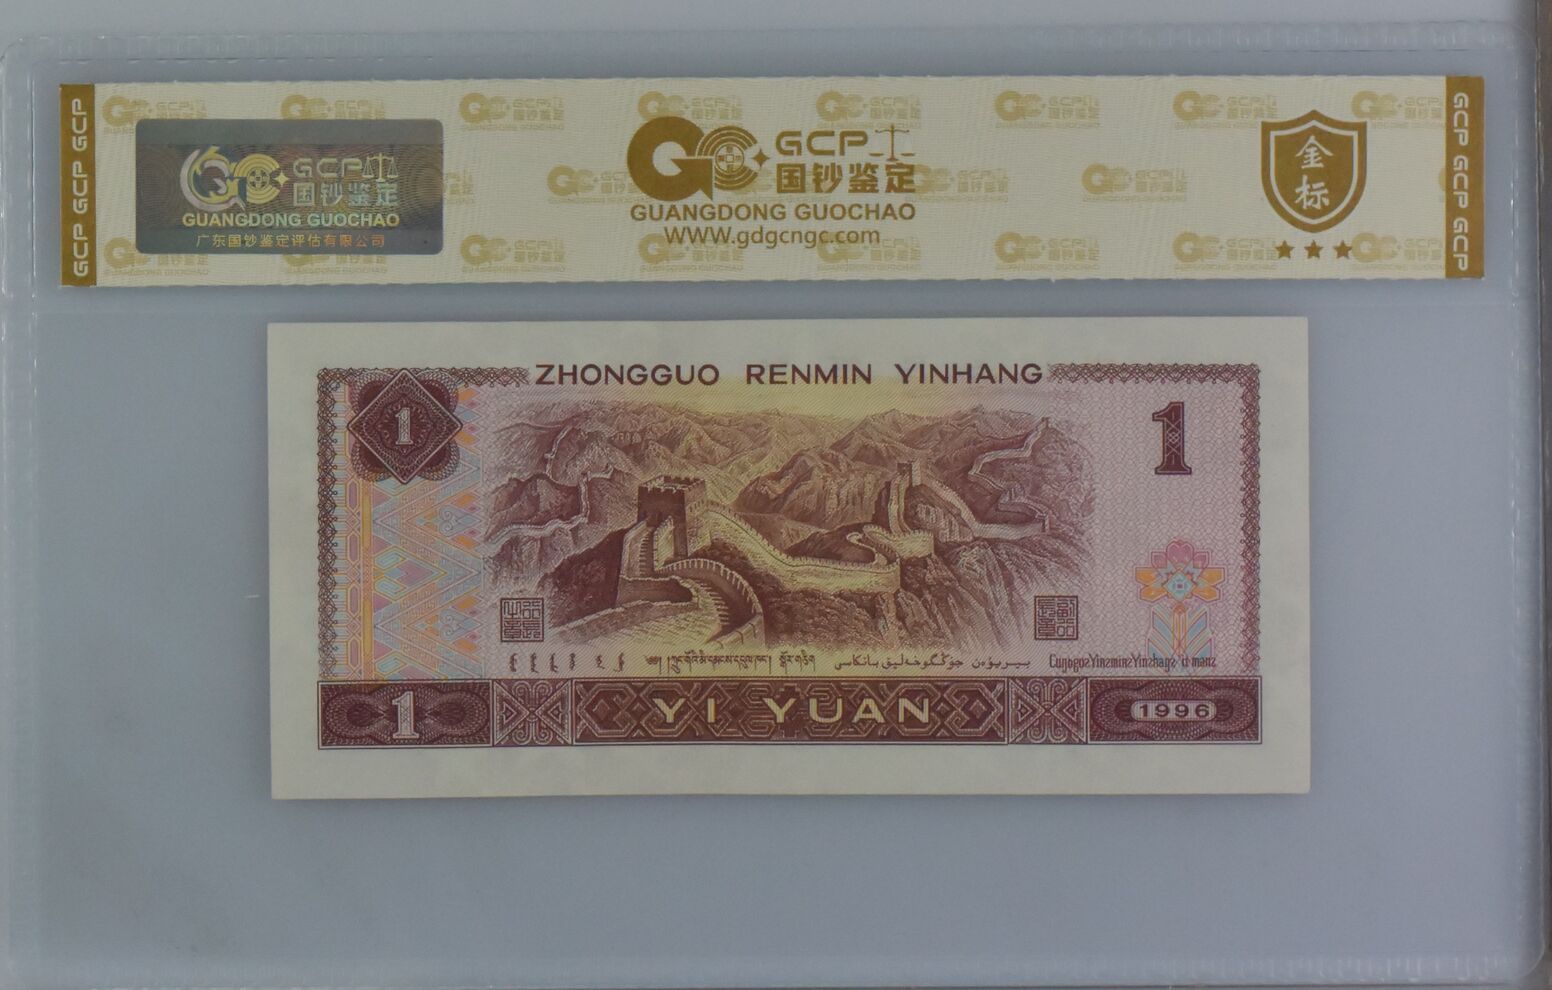 GCP GCP GCP
GCP
国钞鉴定
GUANGDONG GUOCHAO
广东国钞鉴定评估有限公司
GCP
国钞鉴定
GUANGDONG GUOCHAO
www.gdgcngc.com
金
标
GCP GCP GCP
ZHONGGUO RENMIN YINHANG
1
1
1
YI YUAN
1996